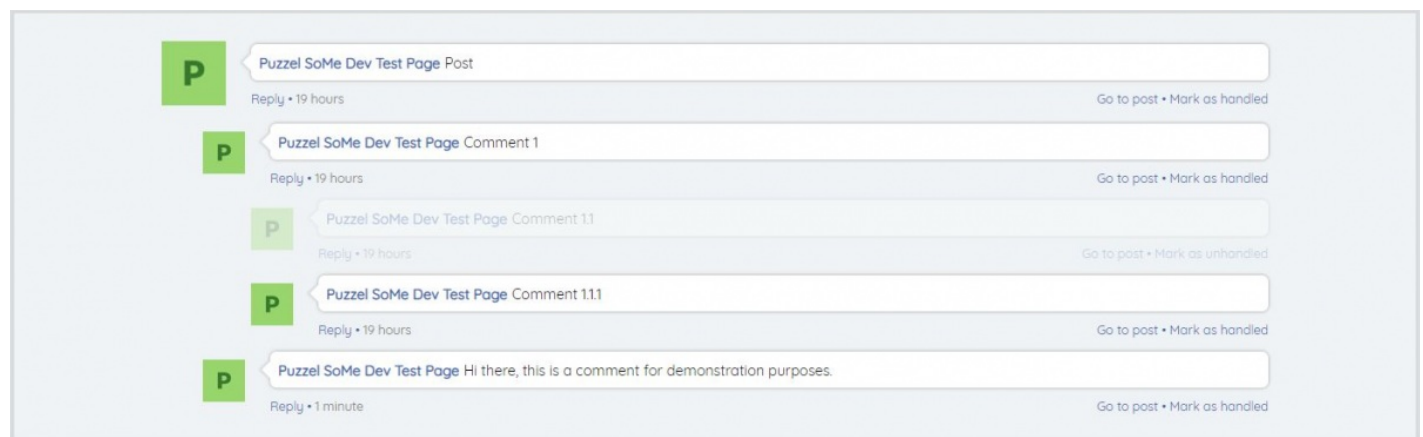 P
Puzzel SoMe Dev Test Page Post
Reply • 19 hours Go to post • Mark as handled
P
Puzzel SoMe Dev Test Page Comment 1
Reply • 19 hours Go to post • Mark as handled
P
Puzzel SoMe Dev Test Page Comment 1.1
Reply • 19 hours Go to post • Mark as unhandled
P
Puzzel SoMe Dev Test Page Comment 1.1.1
Reply • 19 hours Go to post • Mark as handled
P
Puzzel SoMe Dev Test Page Hi there, this is a comment for demonstration purposes.
Reply • 1 minute Go to post • Mark as handled